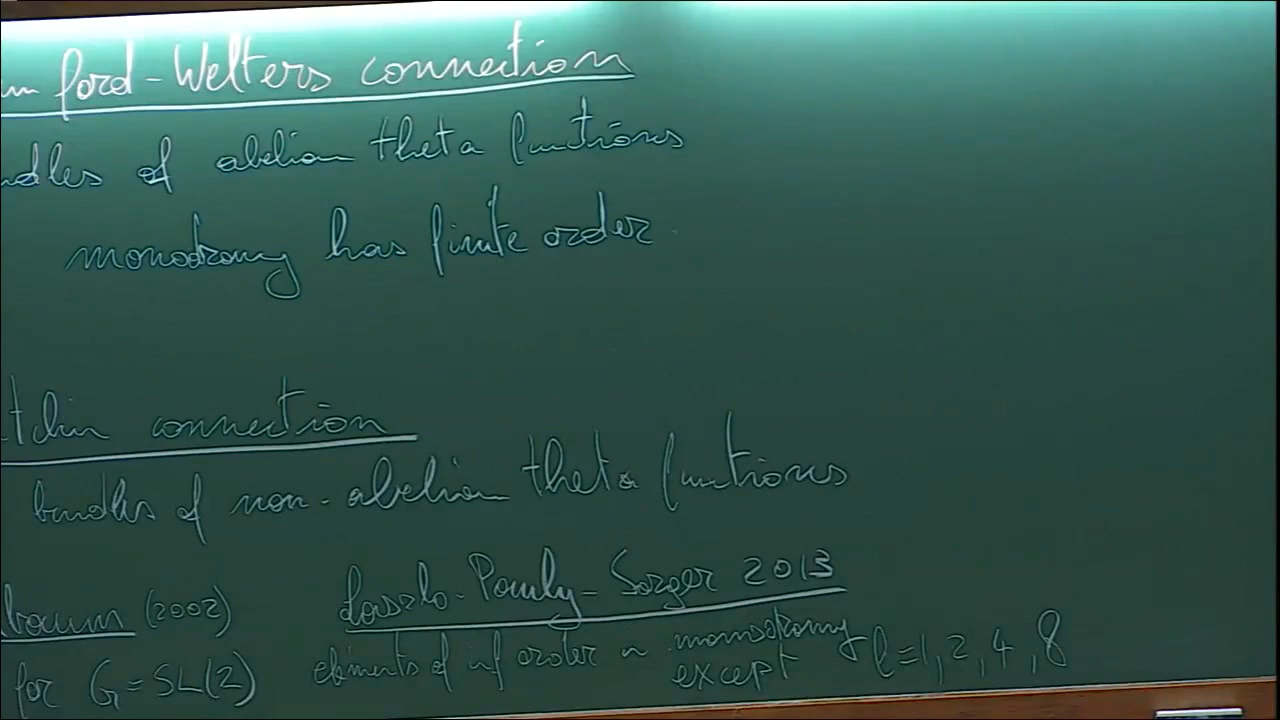 m ford-Welters connection
ndles of abelian theta functions
monodromy has finite order.
tchin connection
bundles of non-abelian theta functions
baum (2002)
for G=SL(2)
Laszlo-Pauly-Sorger 2013
elements of inf order in monodromy
except l=1,2,4,8